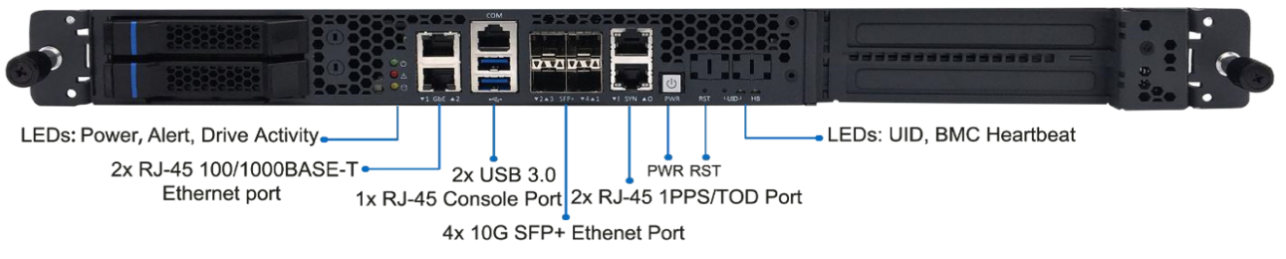 COM
▼1 GbE ▲2
▼2▲3 SFP+ ▼4▲1
▼1 SYN ▲0
PWR
RST
UID
HB
LEDs: Power, Alert, Drive Activity
LEDs: UID, BMC Heartbeat
2x RJ-45 100/1000BASE-T
Ethernet port
2x USB 3.0
1x RJ-45 Console Port
PWR RST
2x RJ-45 1PPS/TOD Port
4x 10G SFP+ Ethenet Port